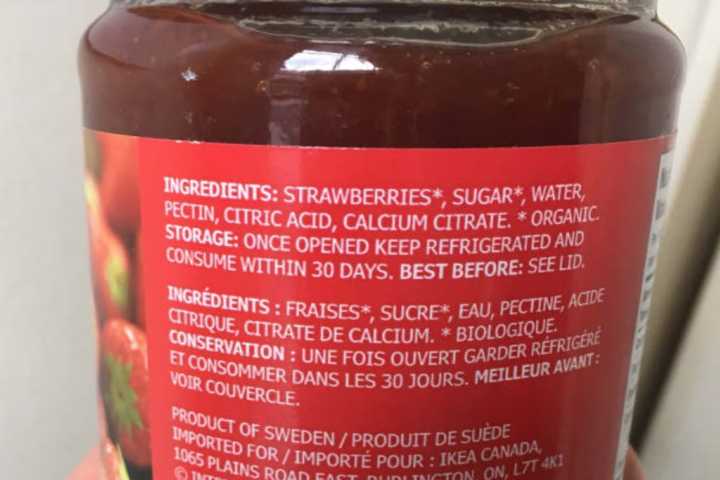 INGREDIENTS: STRAWBERRIES*, SUGAR*, WATER,
PECTIN, CITRIC ACID, CALCIUM CITRATE. * ORGANIC.
STORAGE: ONCE OPENED KEEP REFRIGERATED AND
CONSUME WITHIN 30 DAYS. BEST BEFORE: SEE LID.
INGRÉDIENTS : FRAISES*, SUCRE*, EAU, PECTINE, ACIDE
CITRIQUE, CITRATE DE CALCIUM. * BIOLOGIQUE.
CONSERVATION : UNE FOIS OUVERT GARDER RÉFRIGÉRÉ
ET CONSOMMER DANS LES 30 JOURS. MEILLEUR AVANT :
VOIR COUVERCLE.
PRODUCT OF SWEDEN / PRODUIT DE SUÈDE
IMPORTED FOR / IMPORTÉ POUR : IKEA CANADA,
1065 PLAINS ROAD EAST, BURLINGTON, ON, L7T 4K1